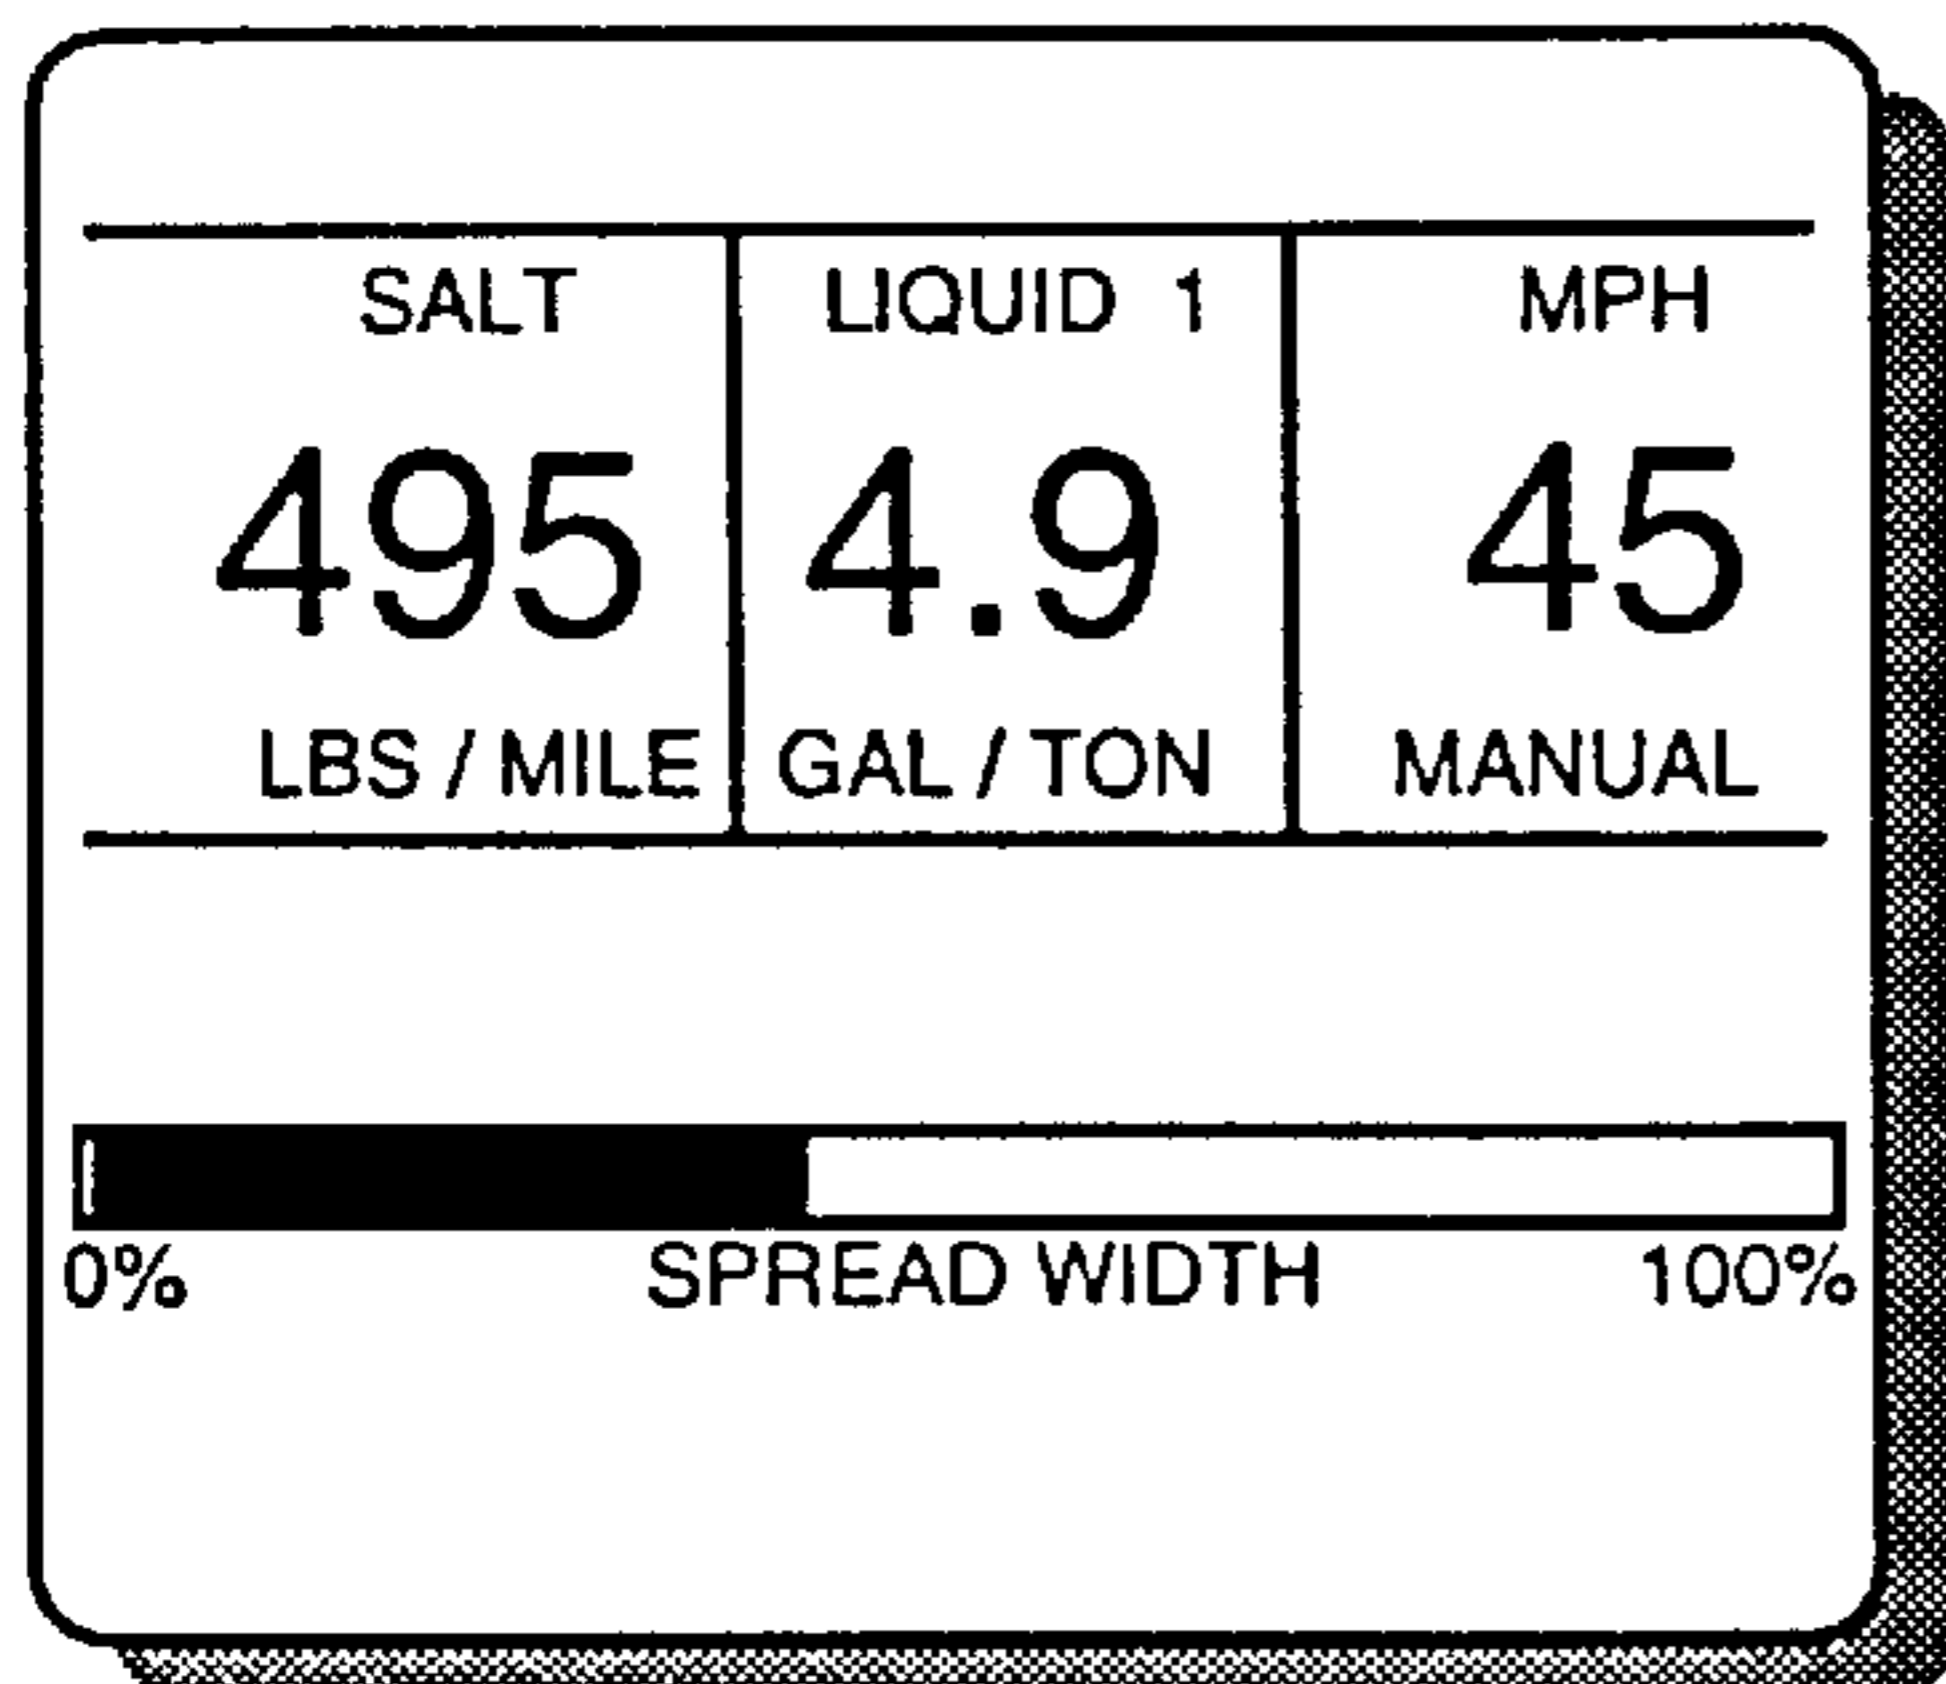 SALT LIQUID 1 MPH
495 4.9 45
LBS / MILE GAL / TON MANUAL
0% SPREAD WIDTH 100%